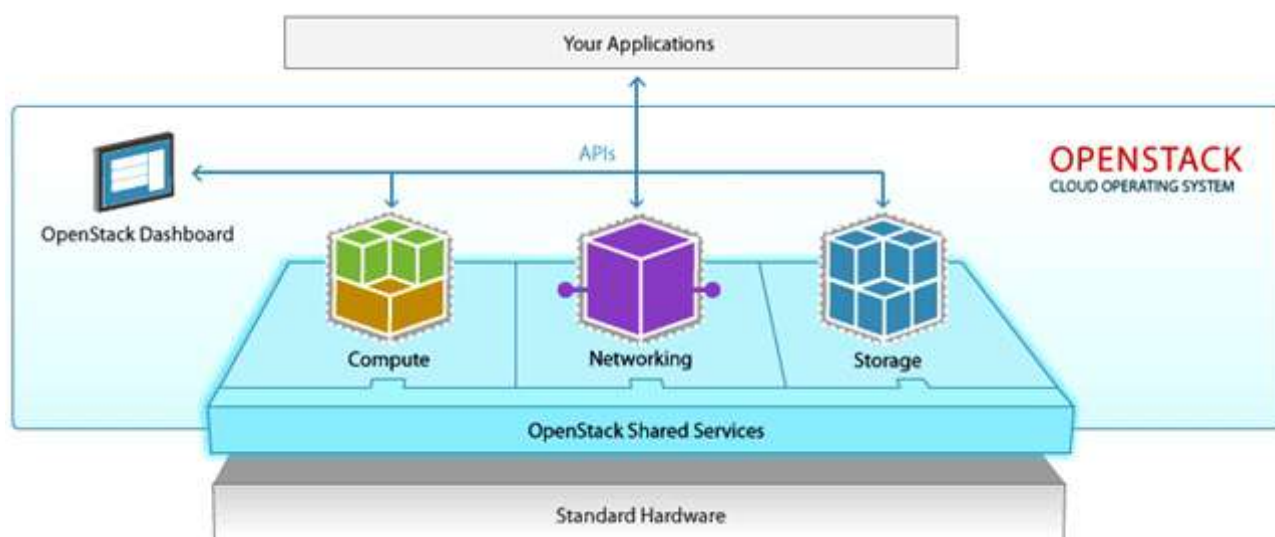 Your Applications
APIs
OPENSTACK
CLOUD OPERATING SYSTEM
OpenStack Dashboard
Compute
Networking
Storage
OpenStack Shared Services
Standard Hardware